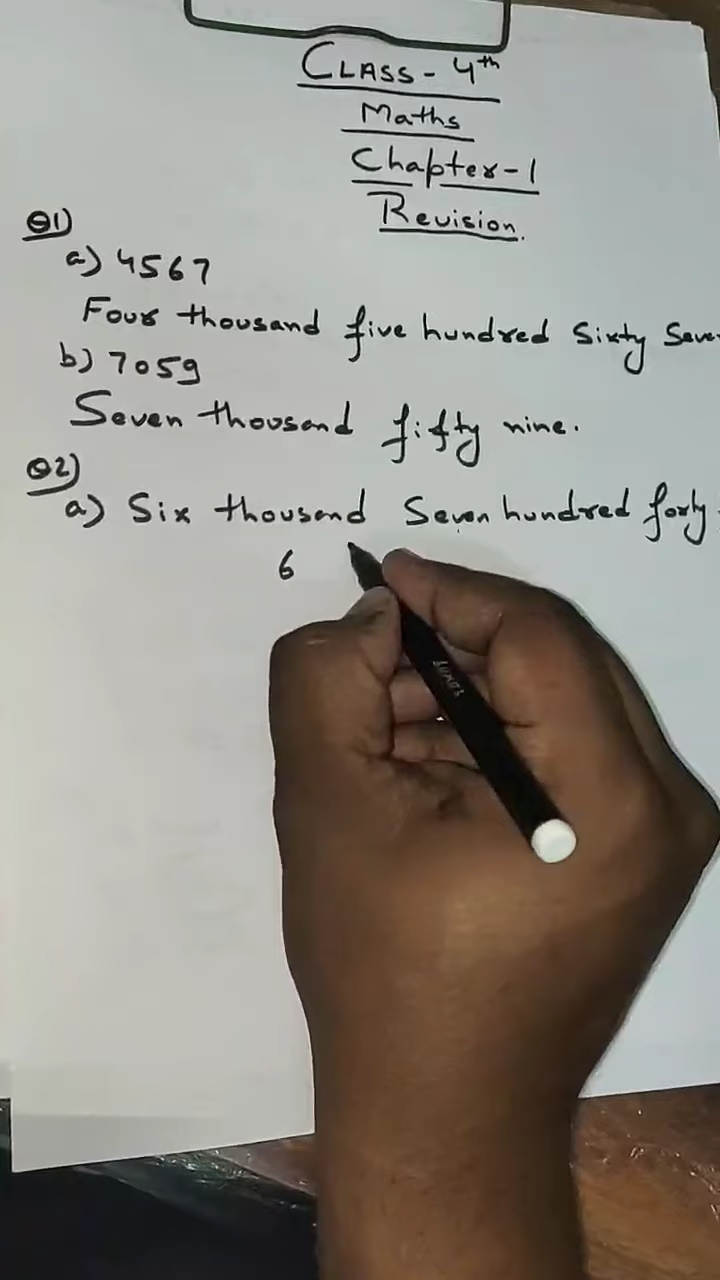 CLASS - 4th
Maths
Chapter-1
Revision.
Q1)
a) 4567
Four thousand five hundred Sixty Seve
b) 7059
Seven thousand fifty nine.
Q2)
a) Six thousand Seven hundred forty
6